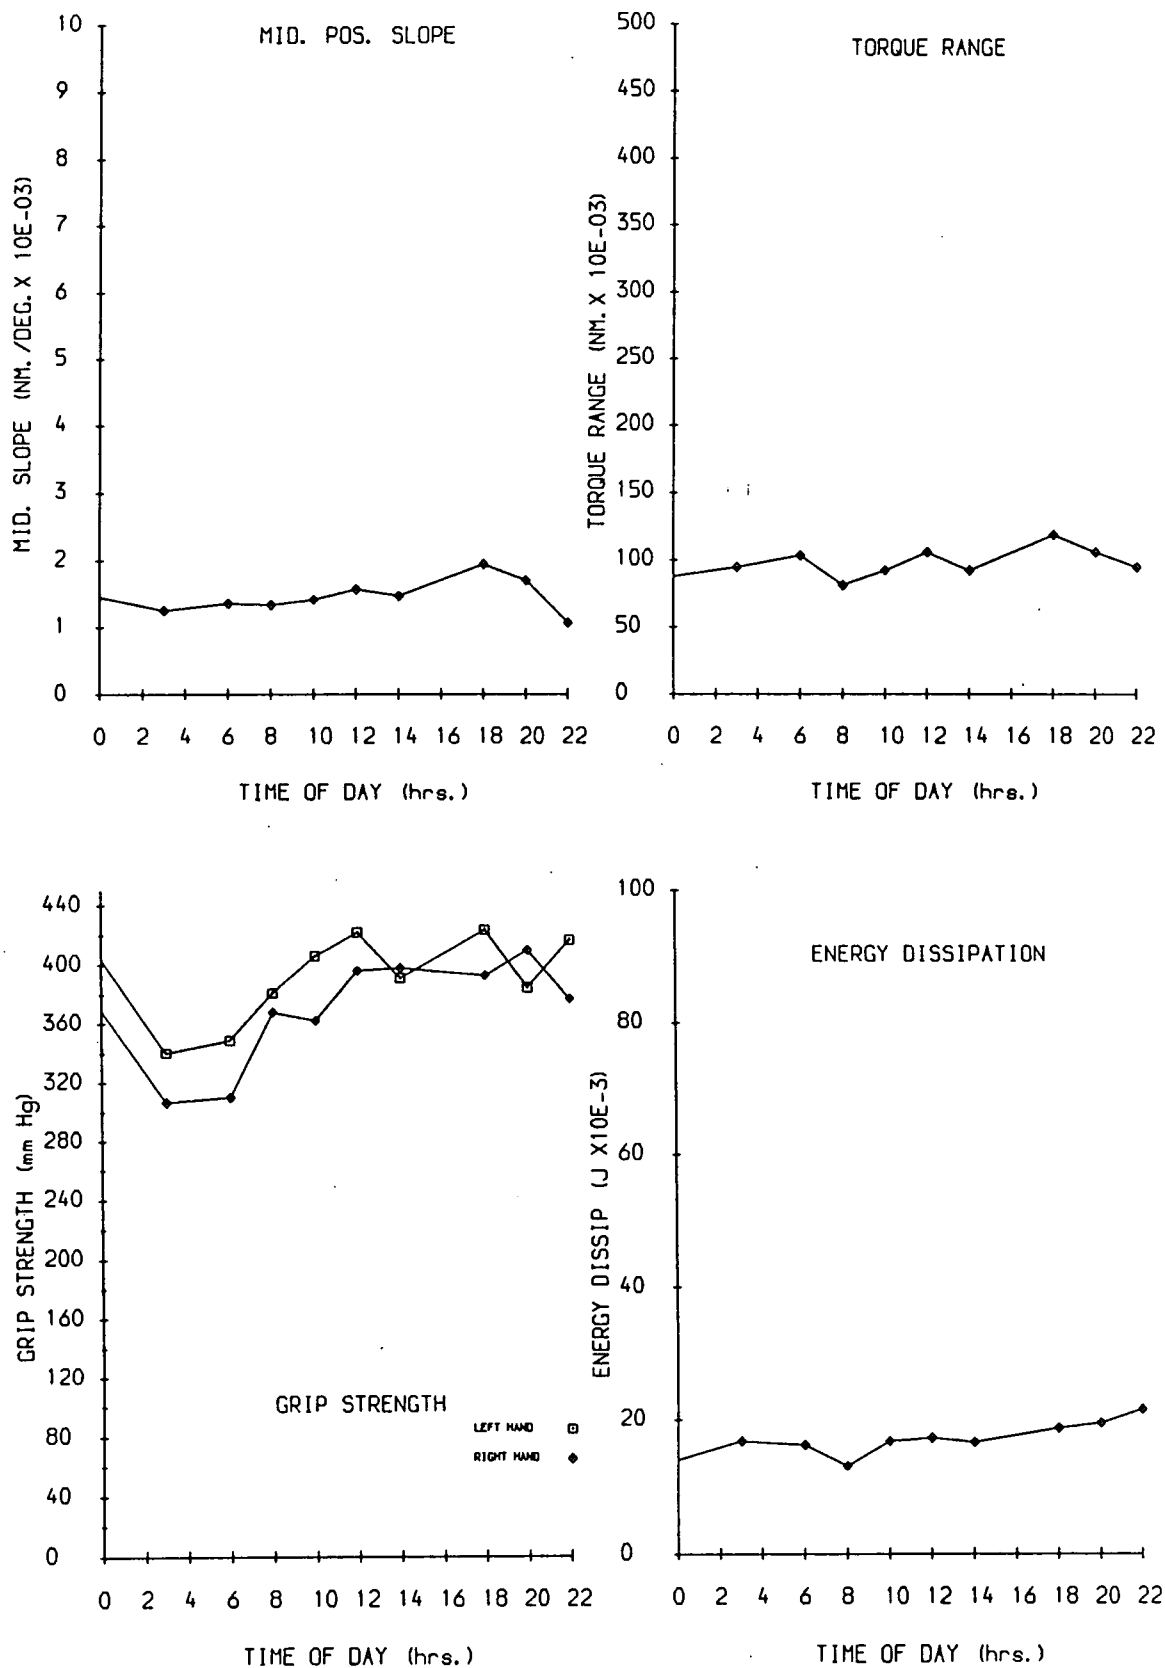 MID. POS. SLOPE
MID. SLOPE (NM./DEG. X 10E-03)
10
9
8
7
6
5
4
3
2
1
0
0 2 4 6 8 10 12 14 16 18 20 22
TIME OF DAY (hrs.)
TORQUE RANGE
TORQUE RANGE (NM. X 10E-03)
500
450
400
350
300
250
200
150
100
50
0
0 2 4 6 8 10 12 14 16 18 20 22
TIME OF DAY (hrs.)
GRIP STRENGTH (mm Hg)
440
400
360
320
280
240
200
160
120
80
40
0
GRIP STRENGTH
LEFT HAND
RIGHT HAND
0 2 4 6 8 10 12 14 16 18 20 22
TIME OF DAY (hrs.)
ENERGY DISSIPATION
ENERGY DISSIP (J X10E-3)
100
80
60
40
20
0
0 2 4 6 8 10 12 14 16 18 20 22
TIME OF DAY (hrs.)